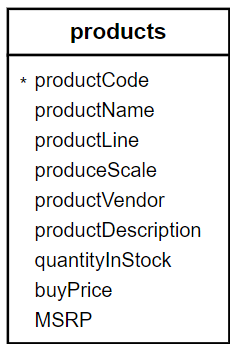 products
* productCode
productName
productLine
produceScale
productVendor
productDescription
quantityInStock
buyPrice
MSRP